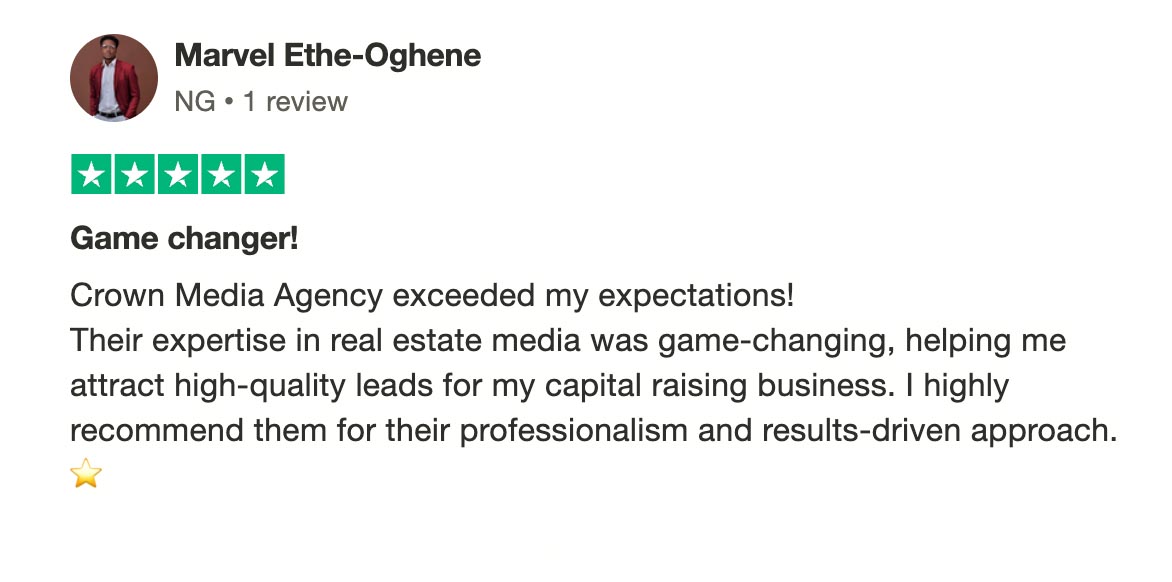 Marvel Ethe-Oghene
NG • 1 review
Game changer!
Crown Media Agency exceeded my expectations!
Their expertise in real estate media was game-changing, helping me
attract high-quality leads for my capital raising business. I highly
recommend them for their professionalism and results-driven approach.
⭐